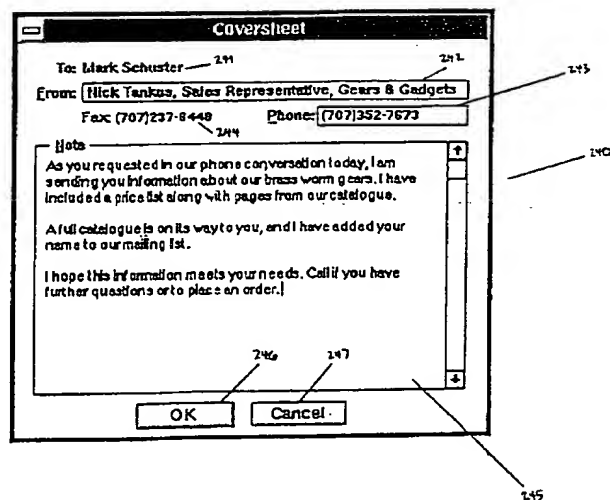 Coversheet
To: Mark Schuster 241
242
From: Nick Tankus, Sales Representative, Gears & Gadgets
243
Fax: (707)237-8448 Phone: (707)352-7673
244
Note
As you requested in our phone conversation today, I am
sending you information about our brass worm gears. I have
included a price list along with pages from our catalogue.
240
A full catalogue is on its way to you, and I have added your
name to our mailing list.
I hope this information meets your needs. Call if you have
further questions or to place an order.
246 247
OK Cancel
245